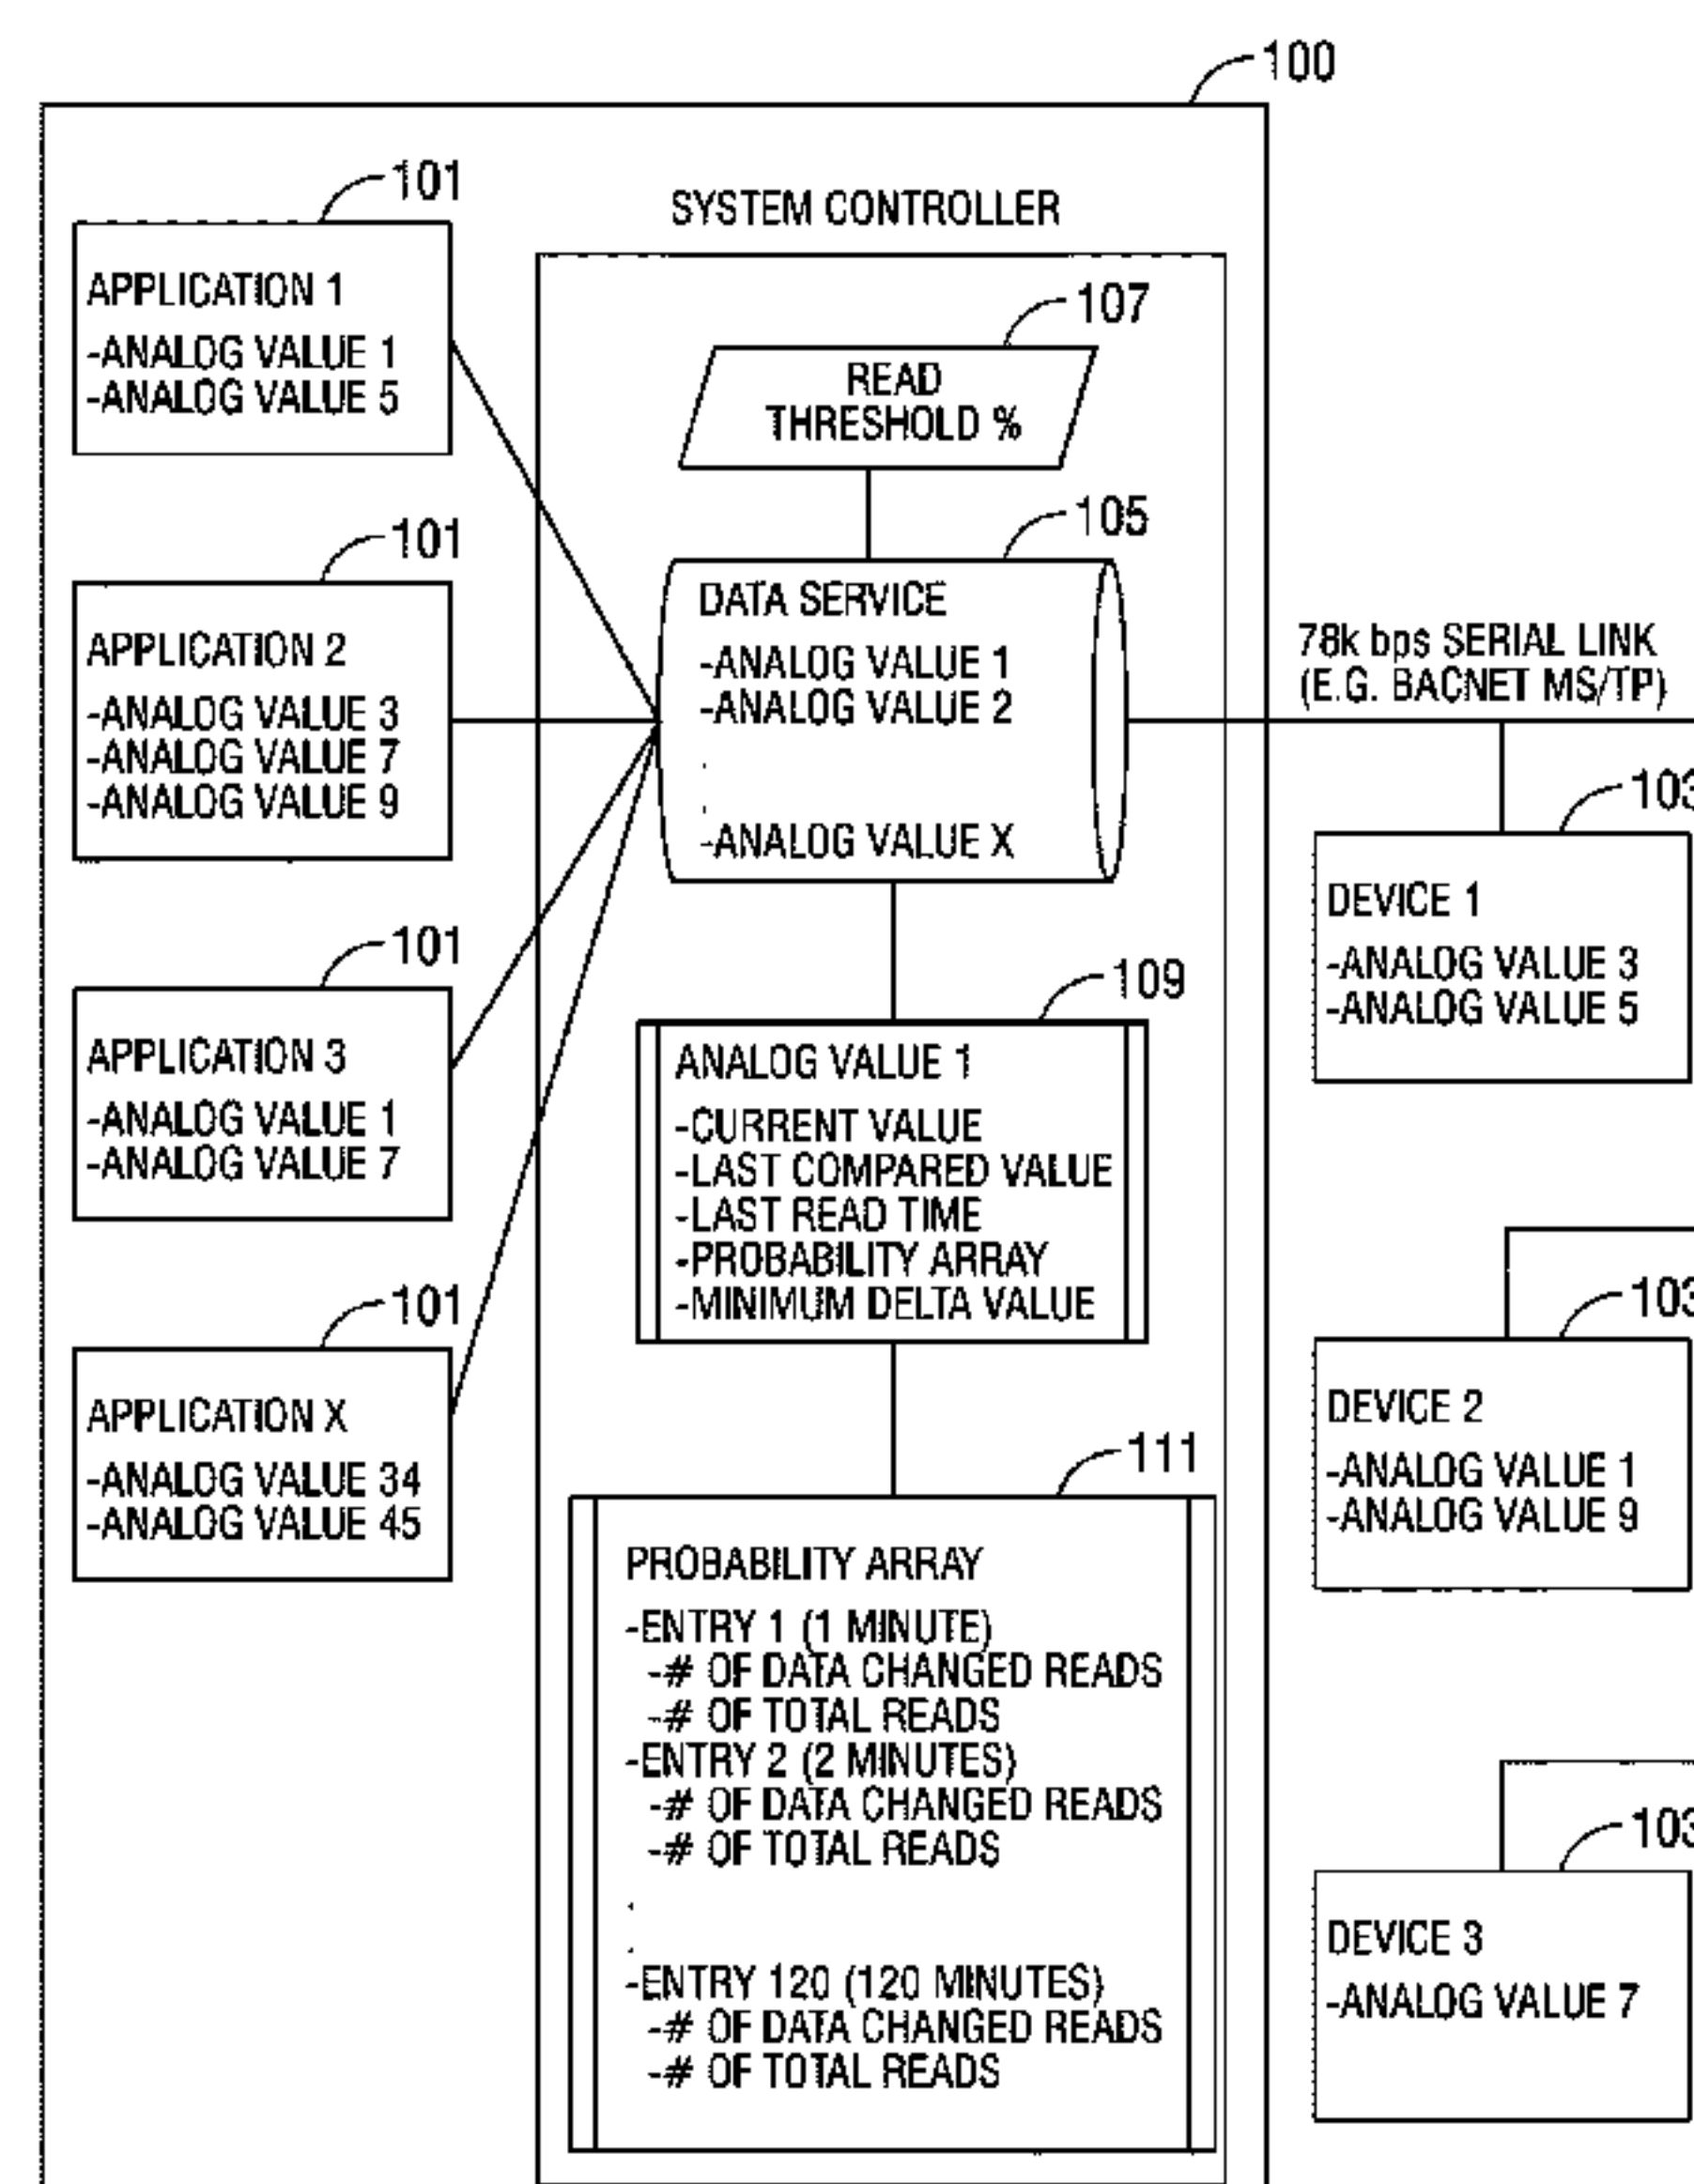 100
SYSTEM CONTROLLER
101
APPLICATION 1
-ANALOG VALUE 1
-ANALOG VALUE 5
101
APPLICATION 2
-ANALOG VALUE 3
-ANALOG VALUE 7
-ANALOG VALUE 9
101
APPLICATION 3
-ANALOG VALUE 1
-ANALOG VALUE 7
101
APPLICATION X
-ANALOG VALUE 34
-ANALOG VALUE 45
107
READ
THRESHOLD %
105
DATA SERVICE
-ANALOG VALUE 1
-ANALOG VALUE 2
.
.
-ANALOG VALUE X
109
ANALOG VALUE 1
-CURRENT VALUE
-LAST COMPARED VALUE
-LAST READ TIME
-PROBABILITY ARRAY
-MINIMUM DELTA VALUE
111
PROBABILITY ARRAY
-ENTRY 1 (1 MINUTE)
-# OF DATA CHANGED READS
-# OF TOTAL READS
-ENTRY 2 (2 MINUTES)
-# OF DATA CHANGED READS
-# OF TOTAL READS
.
.
-ENTRY 120 (120 MINUTES)
-# OF DATA CHANGED READS
-# OF TOTAL READS
78k bps SERIAL LINK
(E.G. BACNET MS/TP)
103
DEVICE 1
-ANALOG VALUE 3
-ANALOG VALUE 5
103
DEVICE 2
-ANALOG VALUE 1
-ANALOG VALUE 9
103
DEVICE 3
-ANALOG VALUE 7